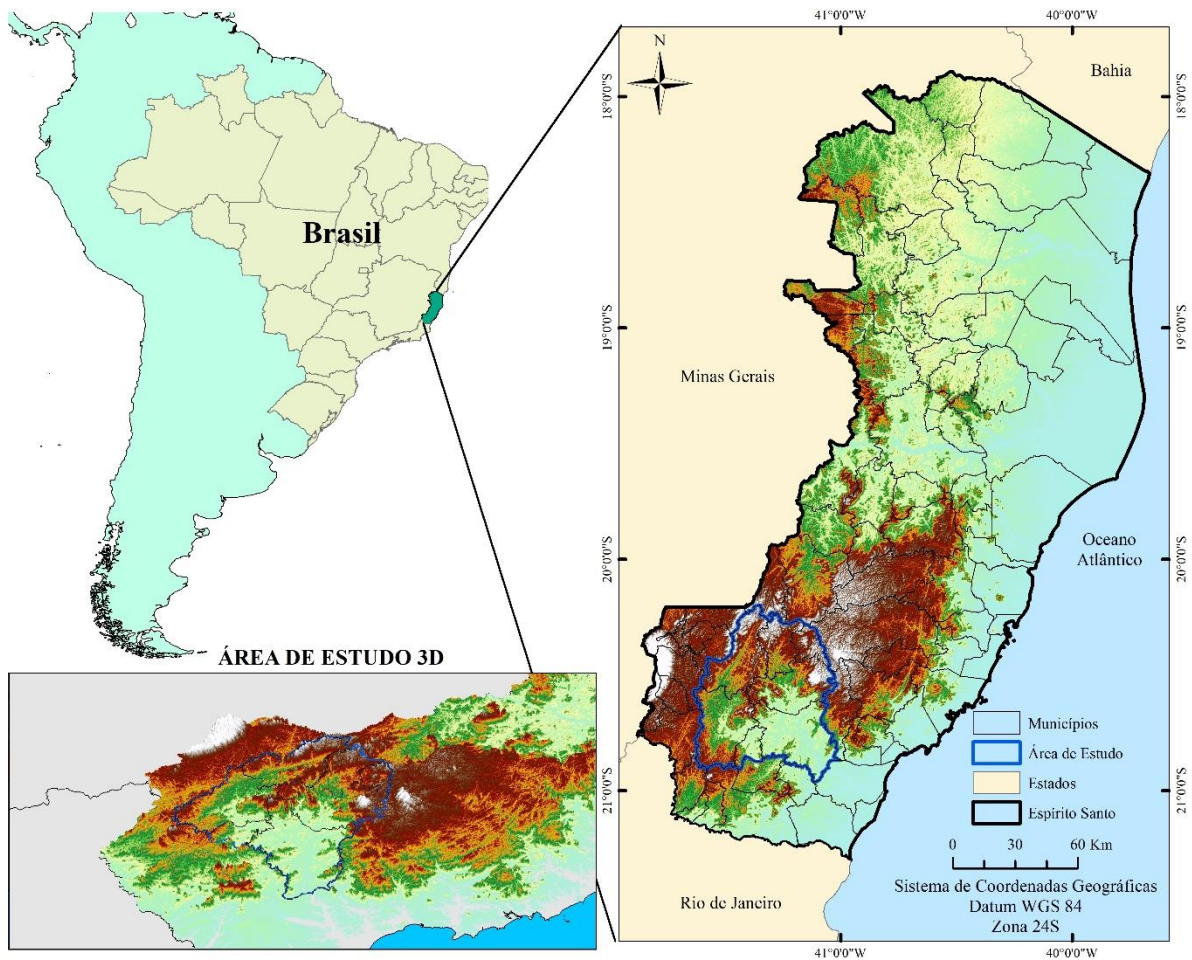 Brasil
ÁREA DE ESTUDO 3D
41°0'0"S
40°0'0"S
N
Bahia
18°0'0"S
18°0'0"S
19°0'0"S
19°0'0"S
Minas Gerais
20°0'0"S
20°0'0"S
Oceano
Atlântico
Municípios
Área de Estudo
Estados
Espírito Santo
21°0'0"S
21°0'0"S
0 30 60 Km
Sistema de Coordenadas Geográficas
Datum WGS 84
Zona 24S
Rio de Janeiro
41°0'0"S
40°0'0"S